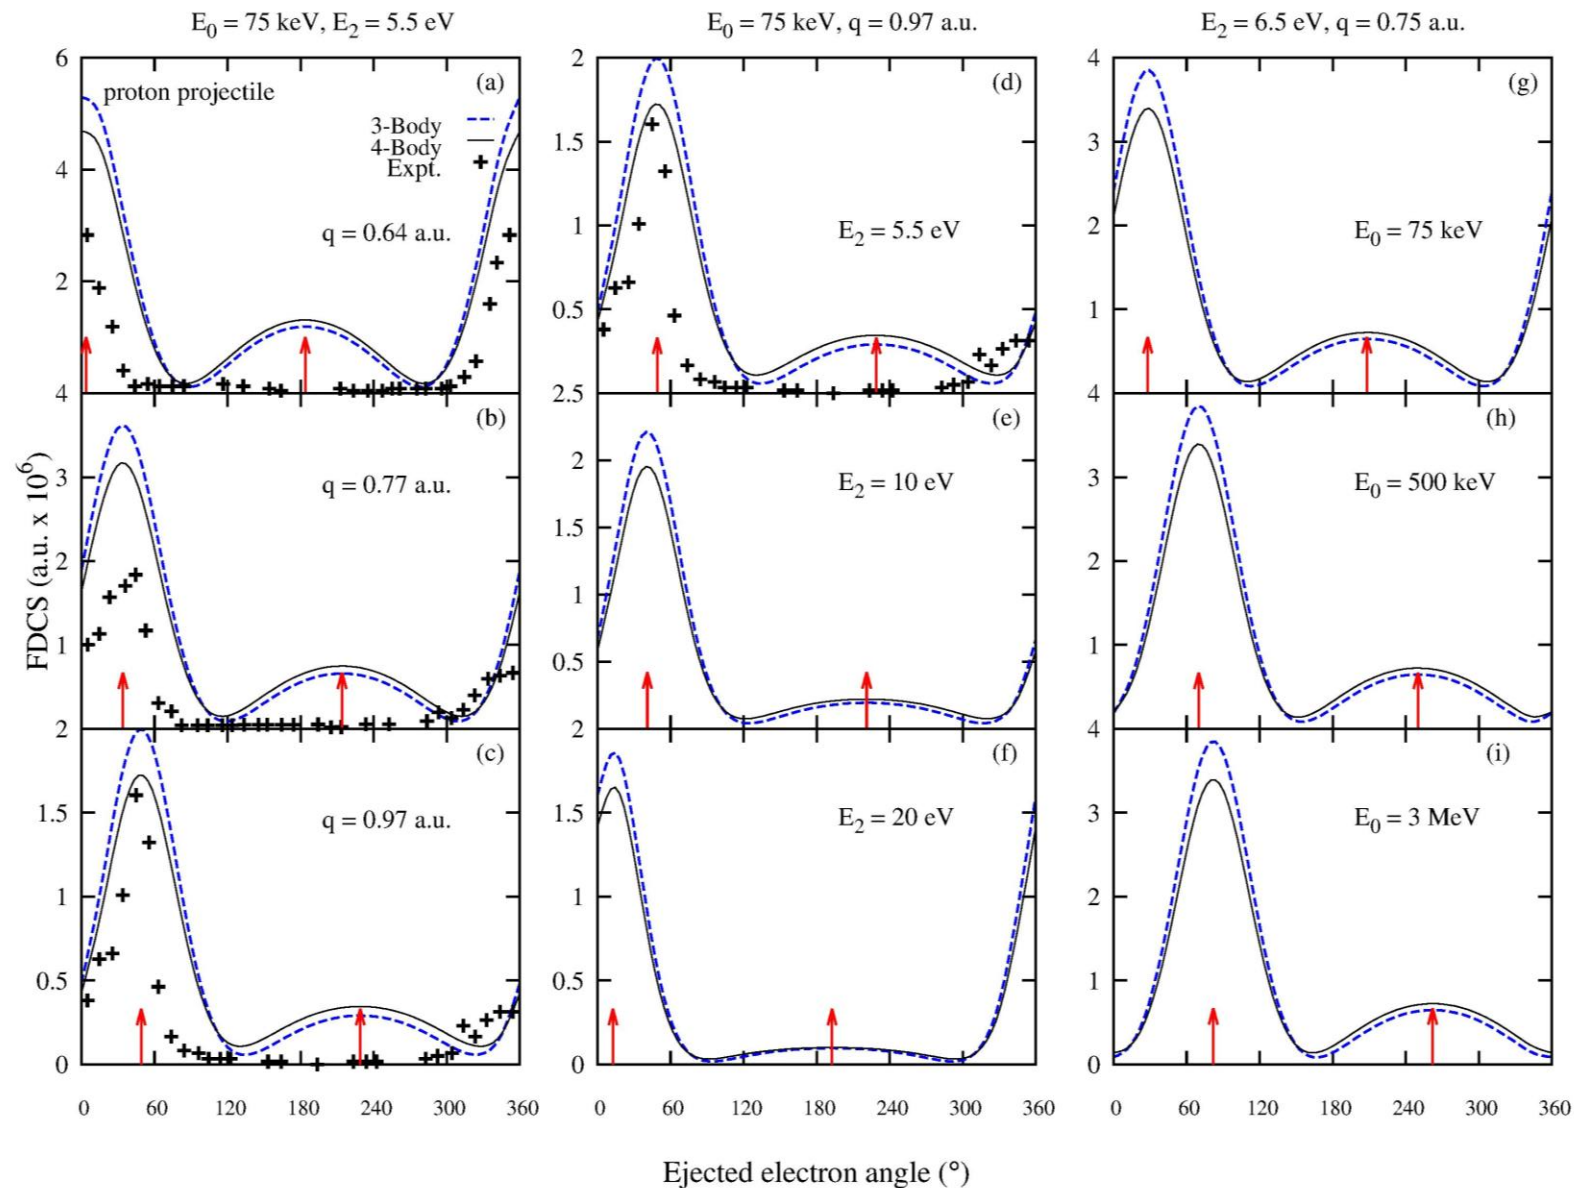 E0 = 75 keV, E2 = 5.5 eV
E0 = 75 keV, q = 0.97 a.u.
E2 = 6.5 eV, q = 0.75 a.u.
6
4
2
4
(a)
proton projectile
3-Body
4-Body
Expt.
q = 0.64 a.u.
2
1.5
1
0.5
2.5
(d)
E2 = 5.5 eV
4
3
2
1
4
(g)
E0 = 75 keV
3
2
1
2
(b)
q = 0.77 a.u.
2
1.5
1
0.5
2
(e)
E2 = 10 eV
3
2
1
4
(h)
E0 = 500 keV
1.5
1
0.5
0
(c)
q = 0.97 a.u.
1.5
1
0.5
0
(f)
E2 = 20 eV
3
2
1
0
(i)
E0 = 3 MeV
FDCS (a.u. x 10^6)
0 60 120 180 240 300 360
0 60 120 180 240 300 360
0 60 120 180 240 300 360
Ejected electron angle (°)